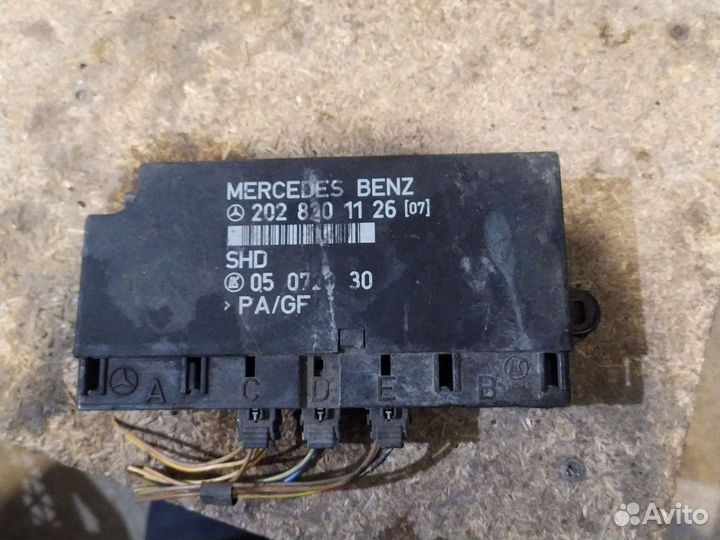 MERCEDES BENZ
202 820 11 26 [07]
SHD
05 30
> PA/GF
A C D E B
Avito